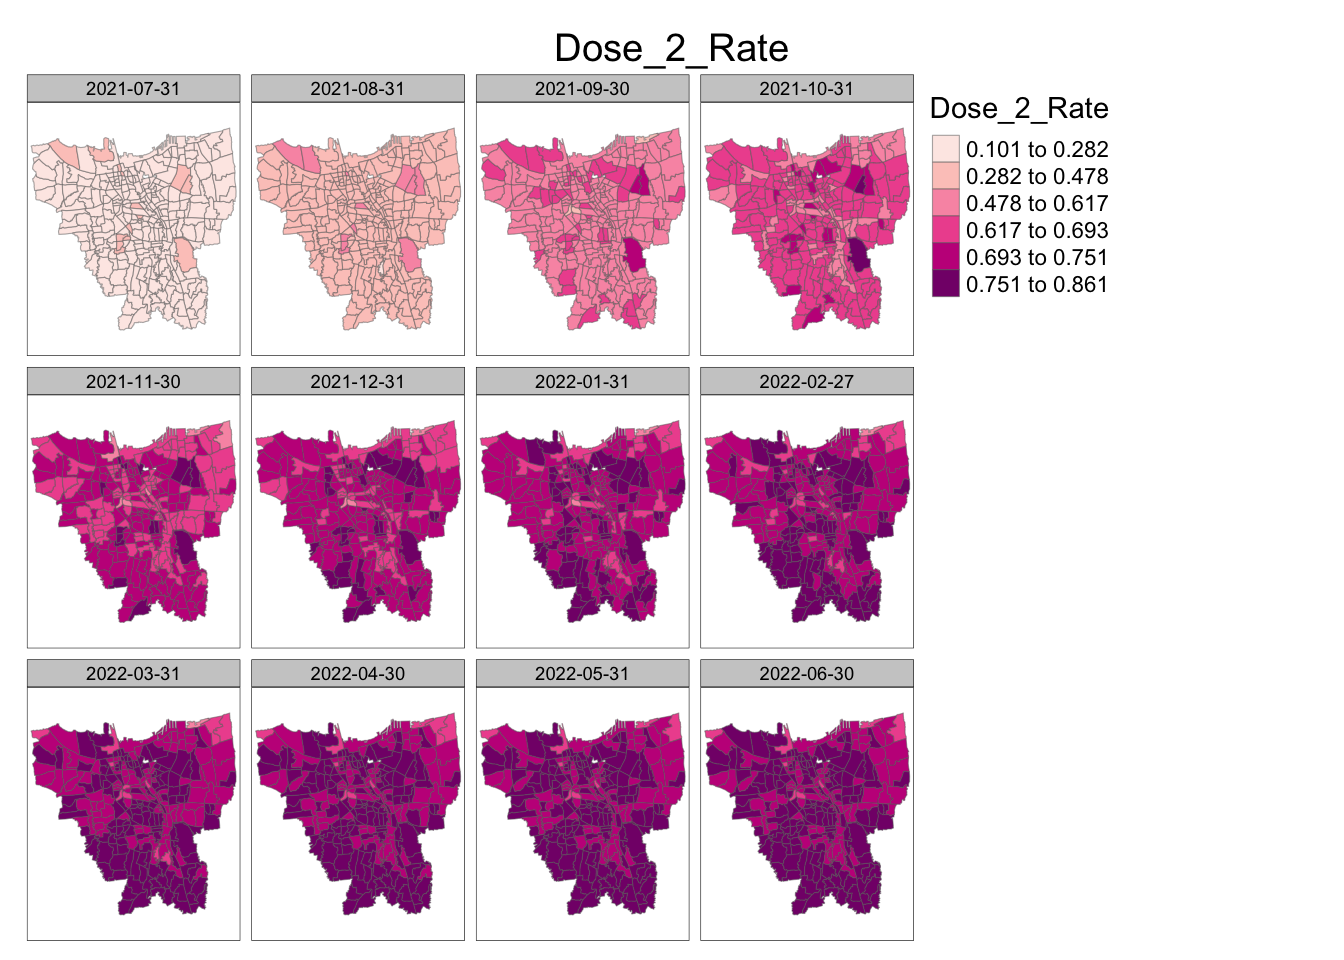 Dose_2_Rate
2021-07-31
2021-08-31
2021-09-30
2021-10-31
Dose_2_Rate
0.101 to 0.282
0.282 to 0.478
0.478 to 0.617
0.617 to 0.693
0.693 to 0.751
0.751 to 0.861
2021-11-30
2021-12-31
2022-01-31
2022-02-27
2022-03-31
2022-04-30
2022-05-31
2022-06-30